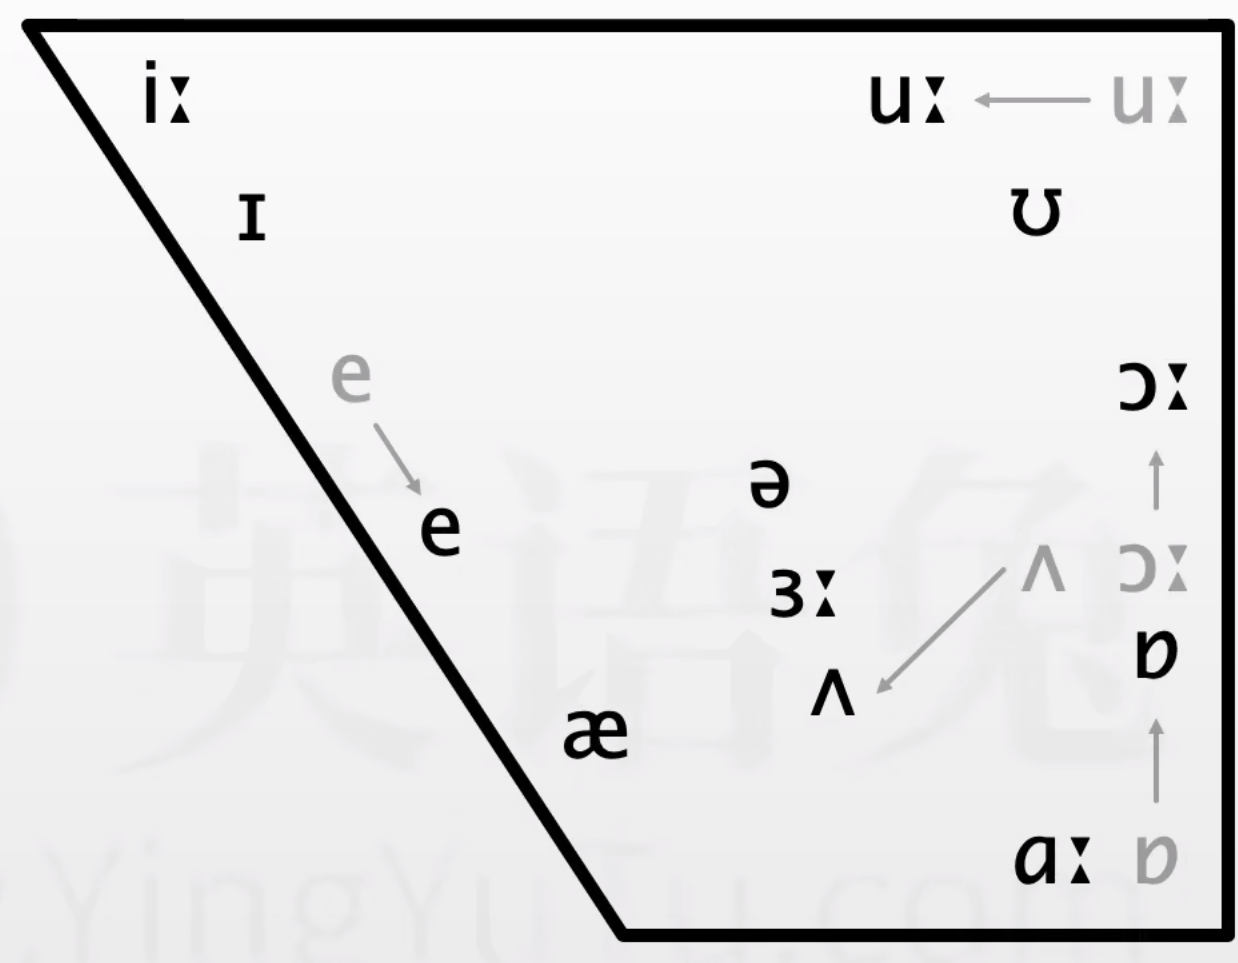 iː uː uː
ɪ ʊ
e ɔː
ə
e
ɜː ʌ ɔː
ɒ
ʌ
æ
ɑː ɒ
英语兔
.YingYuTu.com